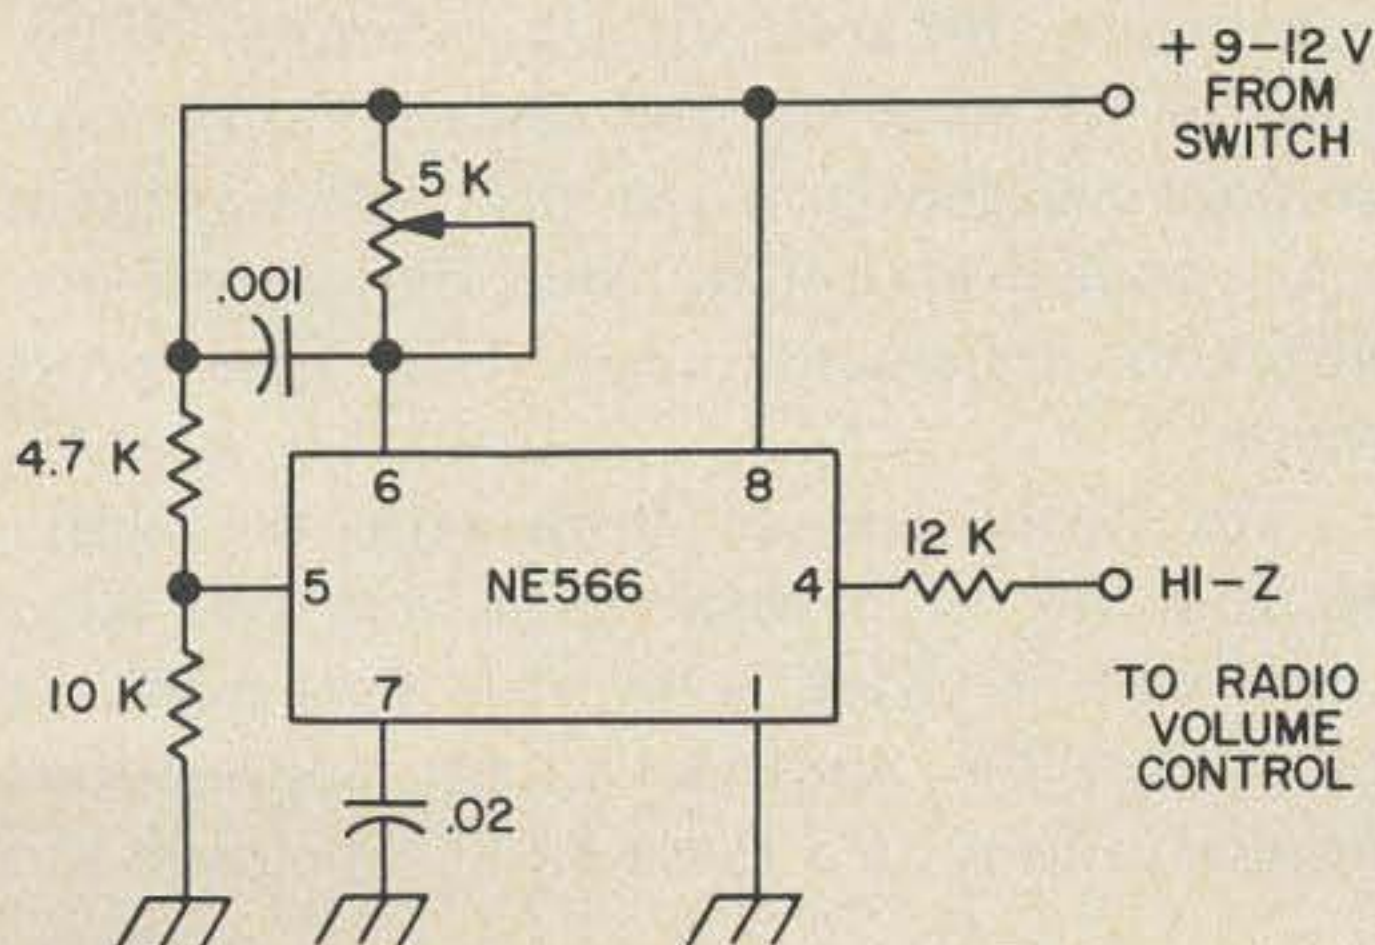 + 9-12 V
FROM
SWITCH
5 K
.001
4.7 K
6
8
12 K
5
NE566
4
HI-Z
10 K
7
1
TO RADIO
VOLUME
CONTROL
.02